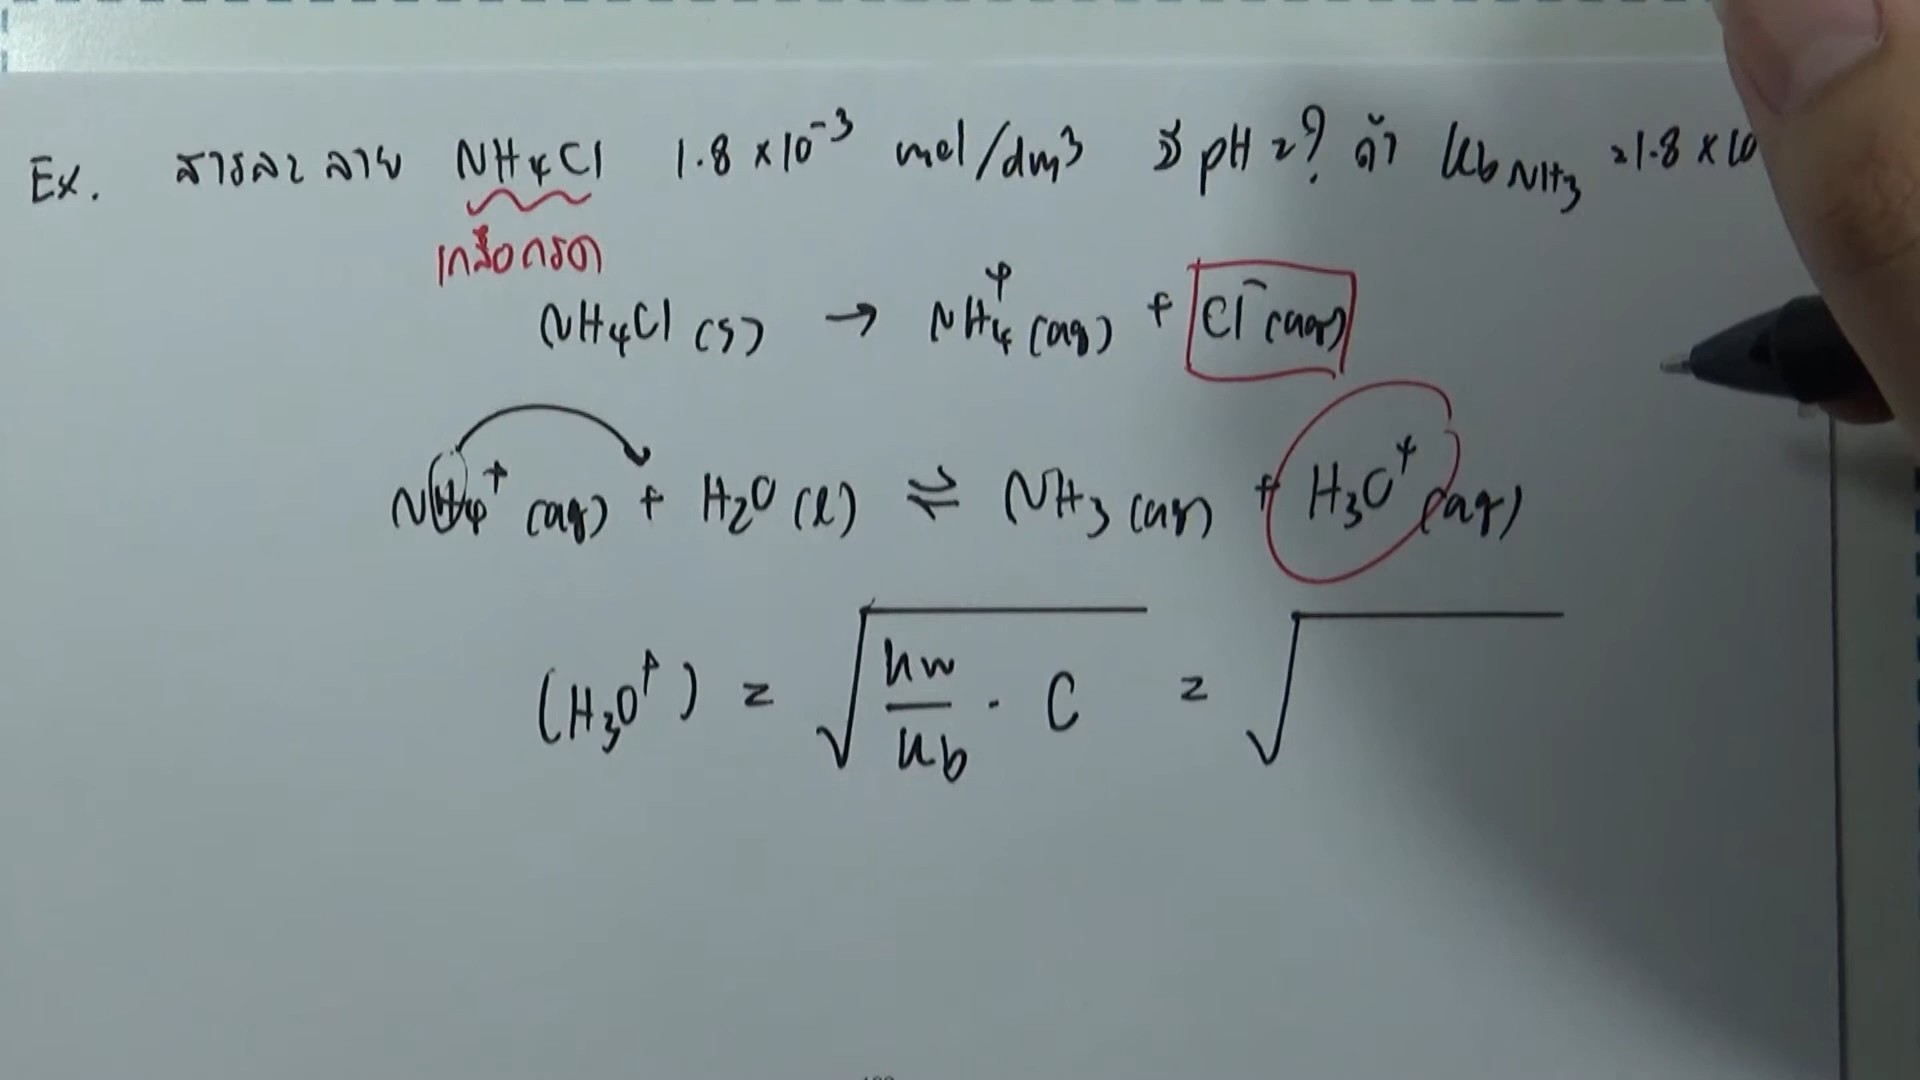 Ex. สารละลาย NH₄Cl 1.8 × 10⁻³ mol/dm³ มี pH = ? ถ้า Kb NH₃ = 1.8 × 10
เกลือกรด
NH₄Cl (s) → NH₄⁺ (aq) + Cl⁻ (aq)
NH₄⁺ (aq) + H₂O (l) ⇌ NH₃ (aq) + H₃O⁺ (aq)
(H₃O⁺) = √(Kw/Kb · C) = √